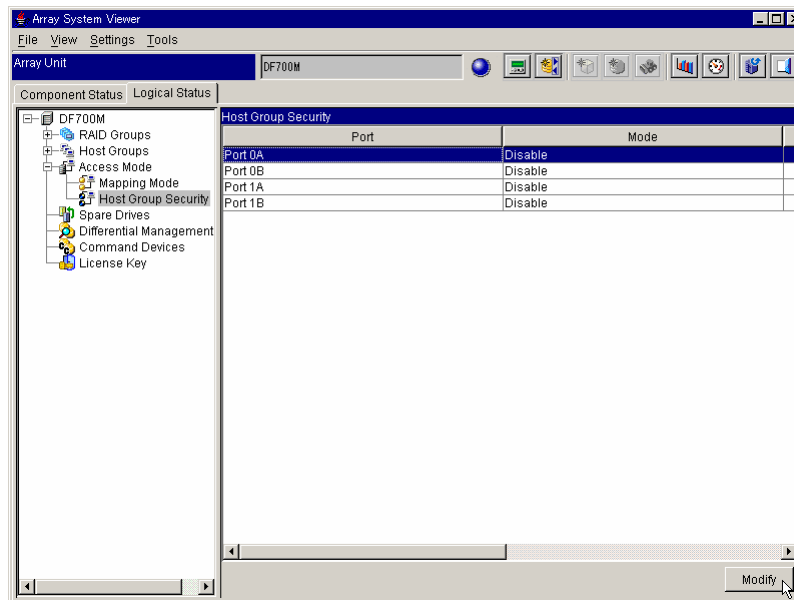 Array System Viewer
File View Settings Tools
Array Unit
DF700M
Component Status Logical Status
DF700M
RAID Groups
Host Groups
Access Mode
Mapping Mode
Host Group Security
Spare Drives
Differential Management
Command Devices
License Key
Host Group Security
Port Mode
Port 0A Disable
Port 0B Disable
Port 1A Disable
Port 1B Disable
Modify